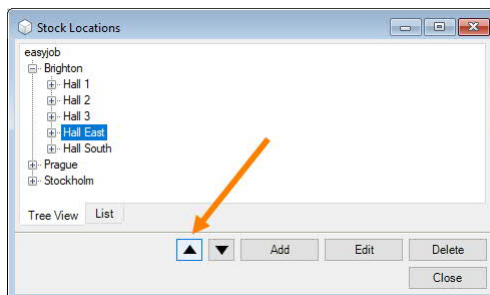 Stock Locations
easyjob
Brighton
Hall 1
Hall 2
Hall 3
Hall East
Hall South
Prague
Stockholm
Tree View List
Add Edit Delete
Close